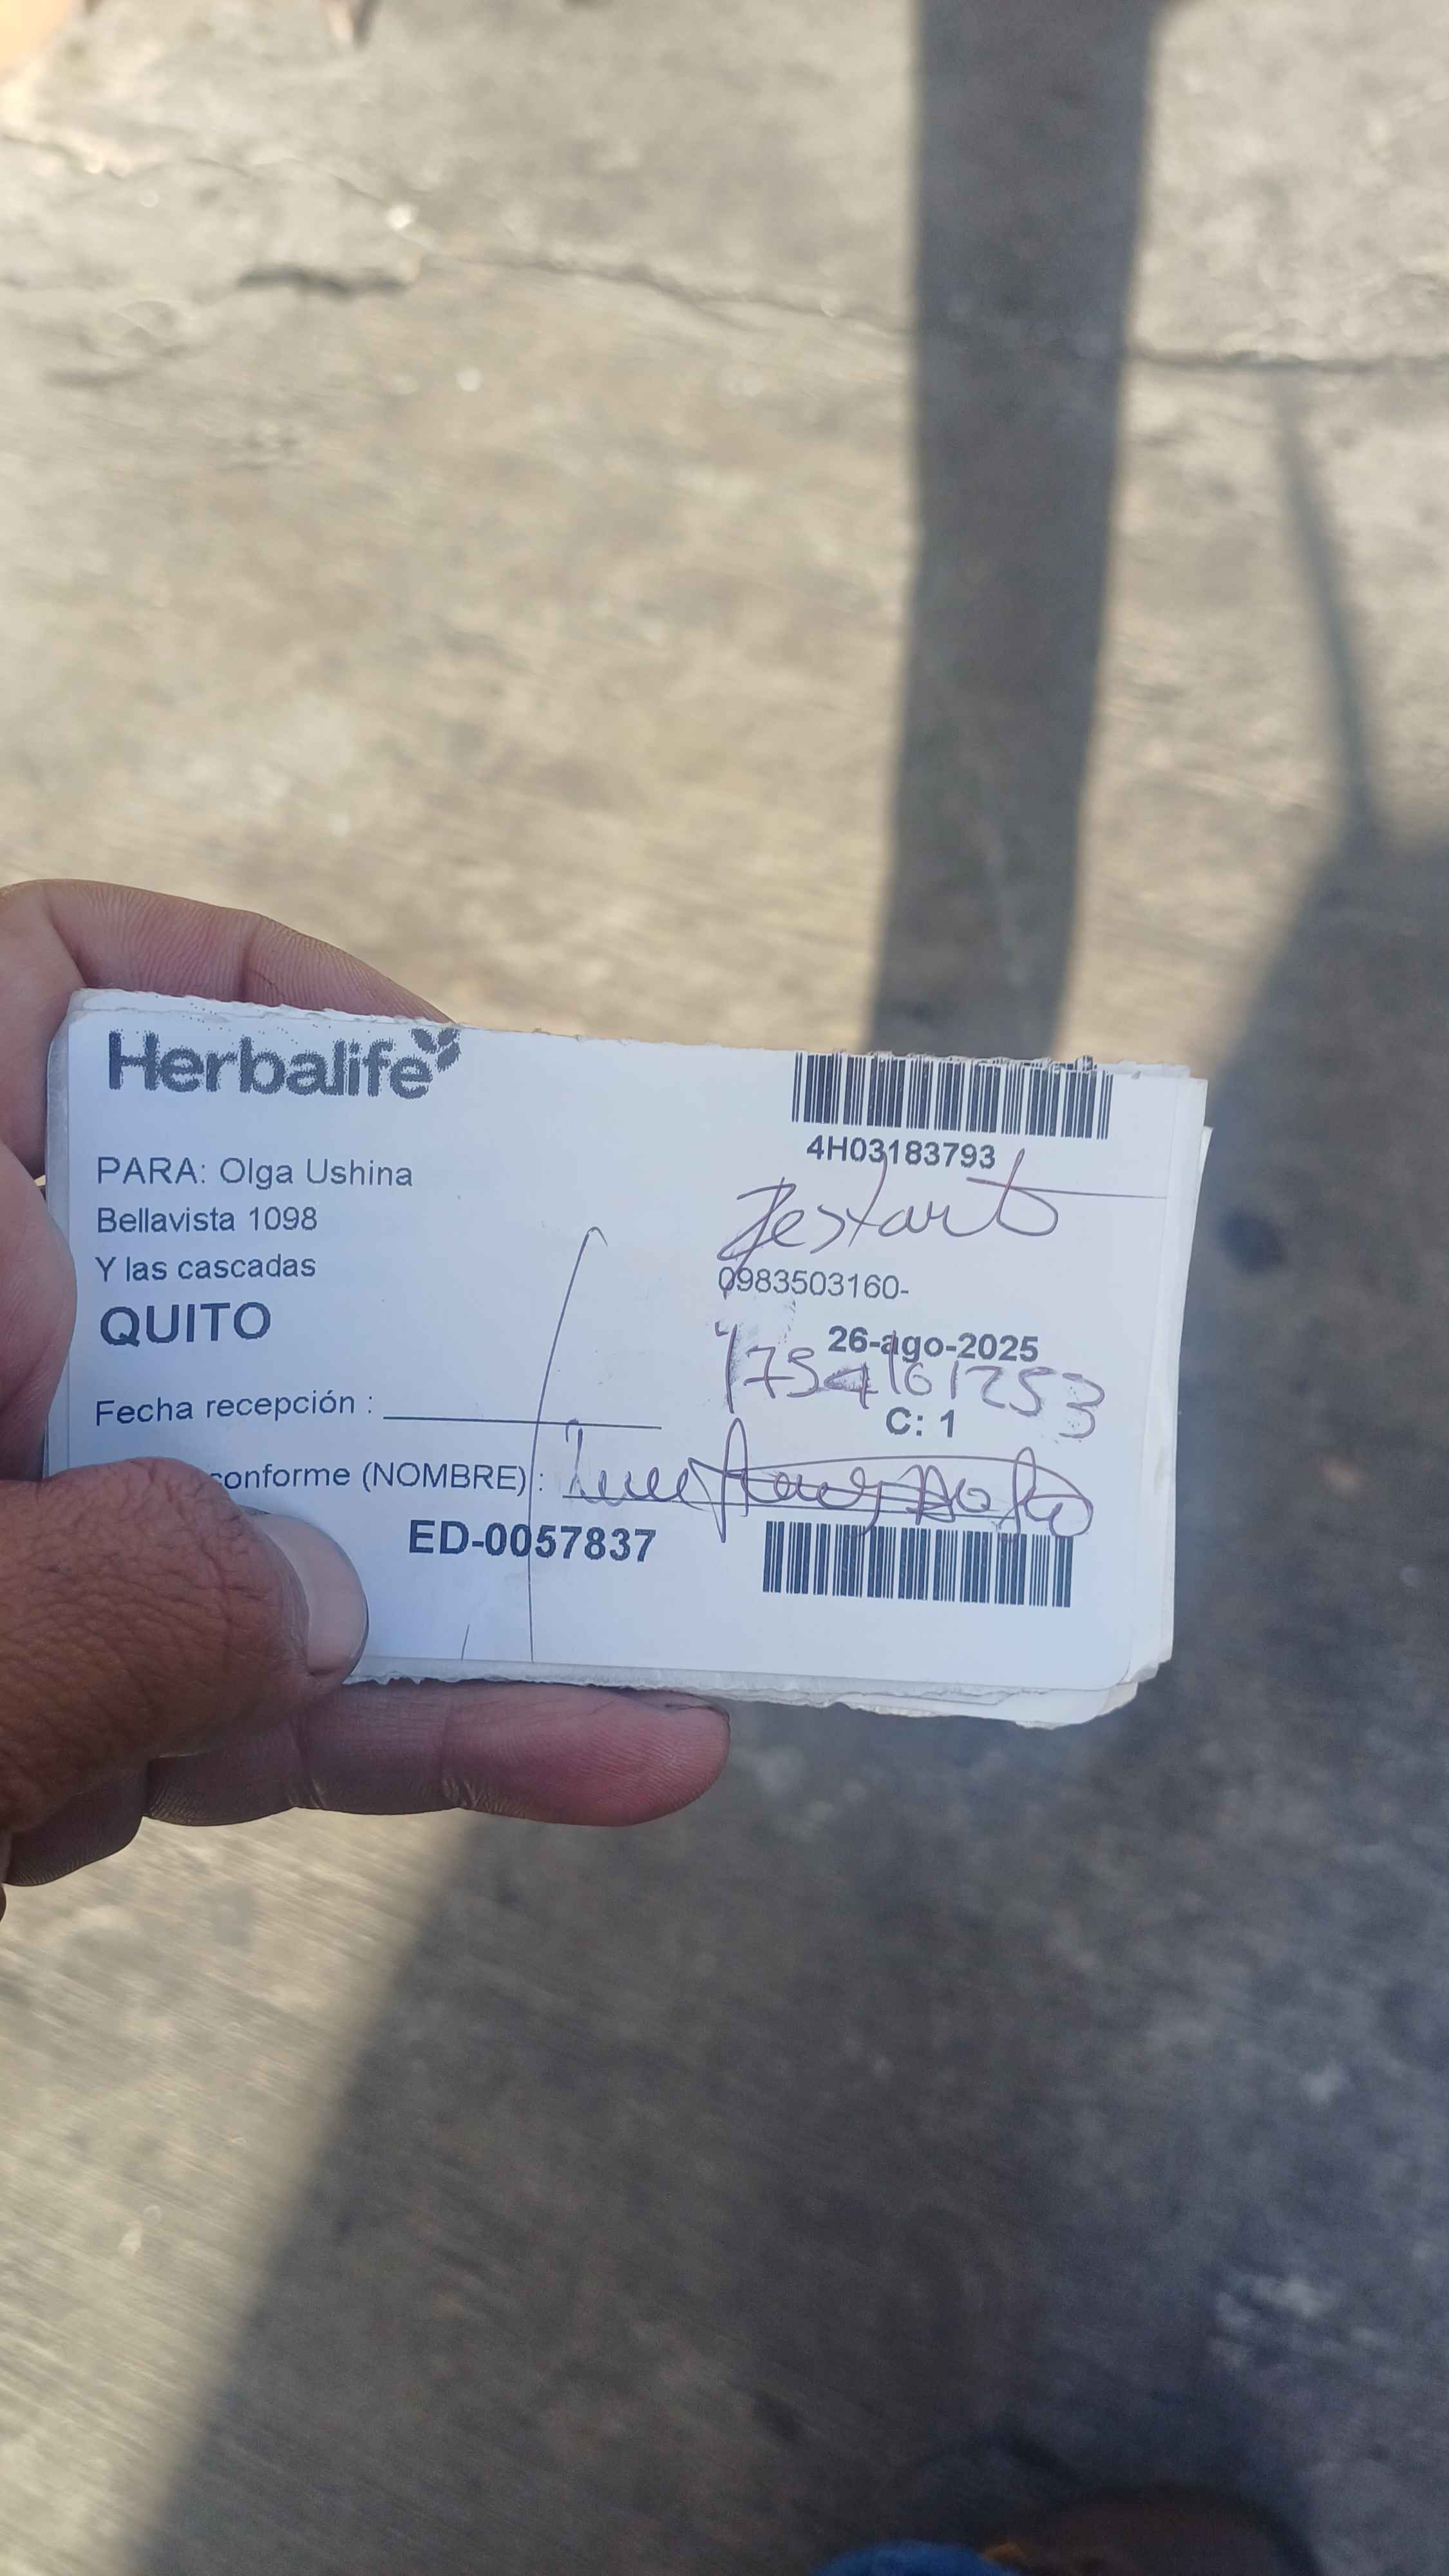 Herbalife
PARA: Olga Ushina
Bellavista 1098
Y las cascadas
QUITO
Fecha recepción :
conforme (NOMBRE) :
ED-0057837
4H03183793
0983503160-
26-ago-2025
1754161253
C: 1